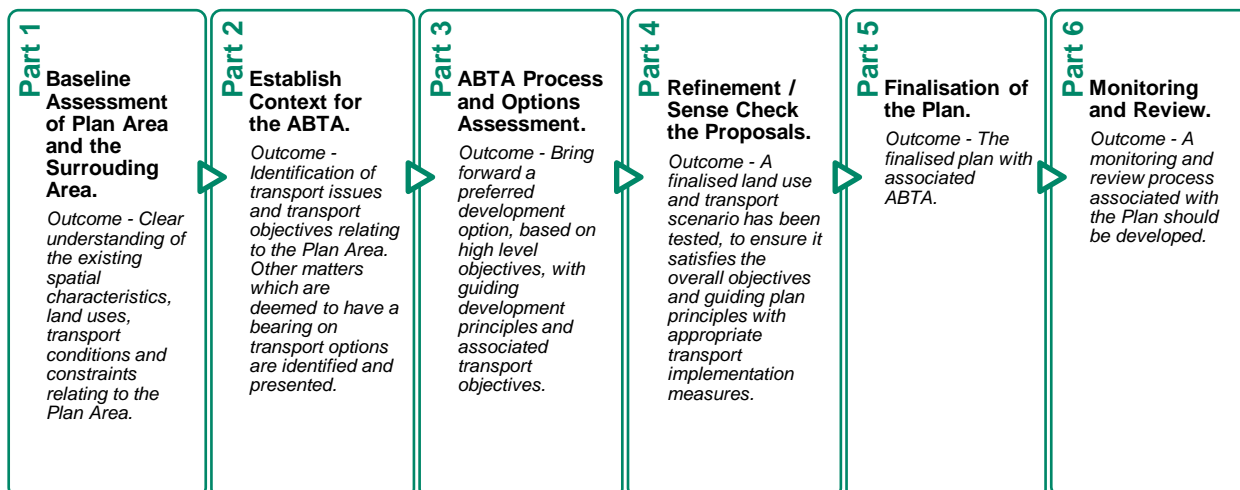 Part 1
Baseline
Assessment
of Plan Area
and the
Surrouding
Area.
Outcome - Clear
understanding of
the existing
spatial
characteristics,
land uses,
transport
conditions and
constraints
relating to the
Plan Area.
Part 2
Establish
Context for
the ABTA.
Outcome -
Identification of
transport issues
and transport
objectives relating
to the Plan Area.
Other matters
which are
deemed to have a
bearing on
transport options
are identified and
presented.
Part 3
ABTA Process
and Options
Assessment.
Outcome - Bring
forward a
preferred
development
option, based on
high level
objectives, with
guiding
development
principles and
associated
transport
objectives.
Part 4
Refinement /
Sense Check
the Proposals.
Outcome - A
finalised land use
and transport
scenario has been
tested, to ensure it
satisfies the
overall objectives
and guiding plan
principles with
appropriate
transport
implementation
measures.
Part 5
Finalisation of
the Plan.
Outcome - The
finalised plan with
associated
ABTA.
Part 6
Monitoring
and Review.
Outcome - A
monitoring and
review process
associated with
the Plan should
be developed.